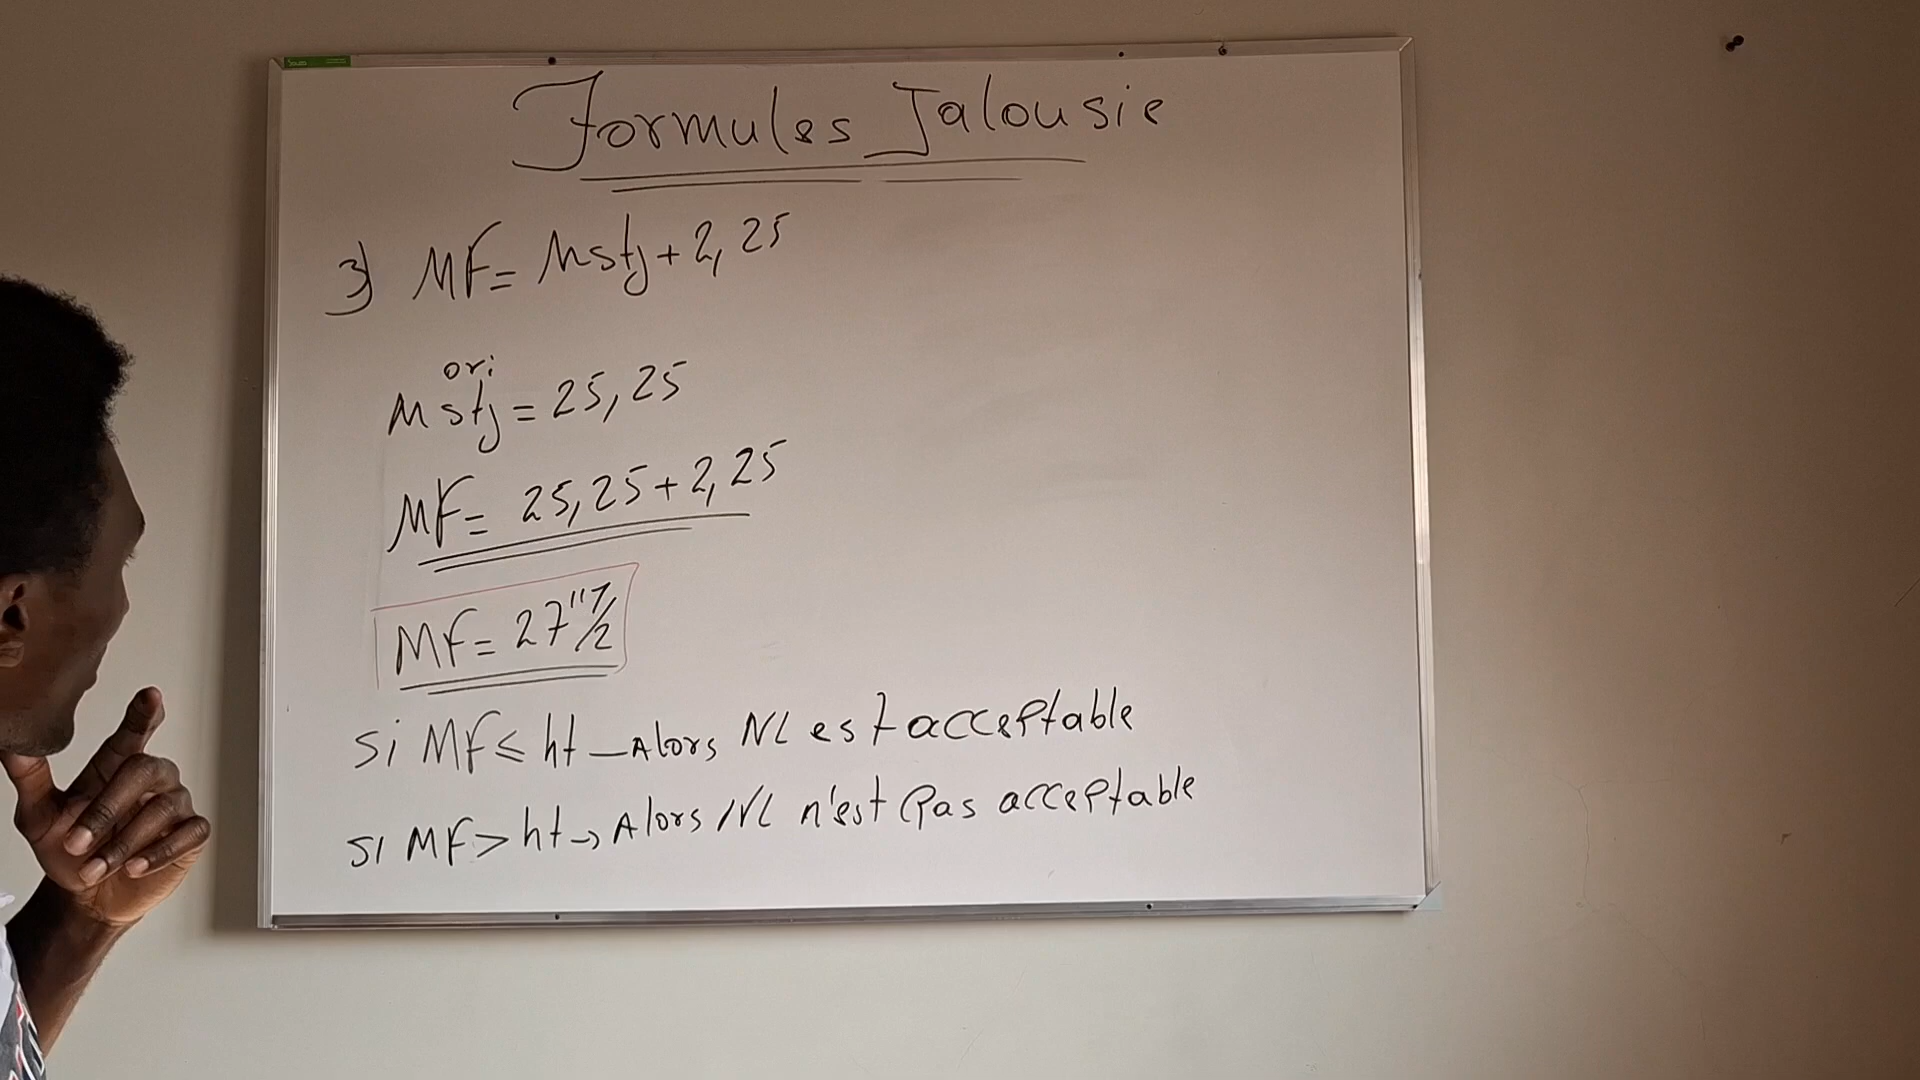 Formules Jalousie
3) MF = Mstj + 2,25
ori
Mstj = 25,25
MF = 25,25 + 2,25
MF = 27"1/2
si MF ≤ ht → Alors NL est acceptable
si MF > ht → Alors NL n'est Pas acceptable